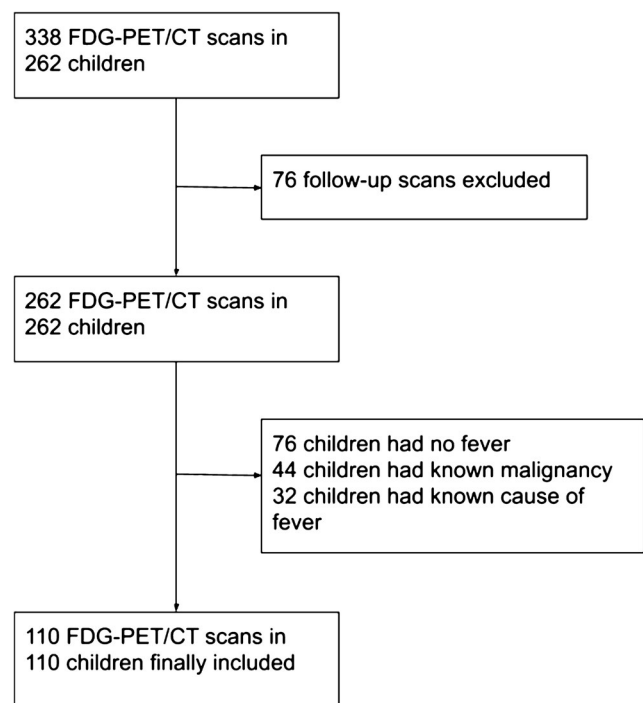 338 FDG-PET/CT scans in
262 children
76 follow-up scans excluded
262 FDG-PET/CT scans in
262 children
76 children had no fever
44 children had known malignancy
32 children had known cause of
fever
110 FDG-PET/CT scans in
110 children finally included